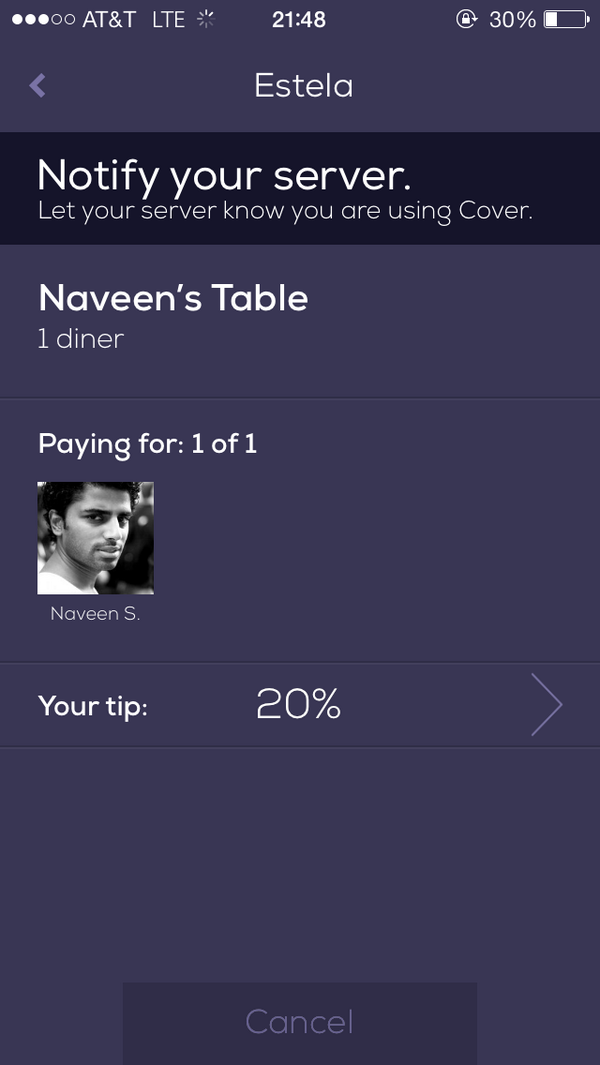 AT&T LTE 21:48 30%
Estela
Notify your server.
Let your server know you are using Cover.
Naveen’s Table
1 diner
Paying for: 1 of 1
Naveen S.
Your tip: 20%
Cancel